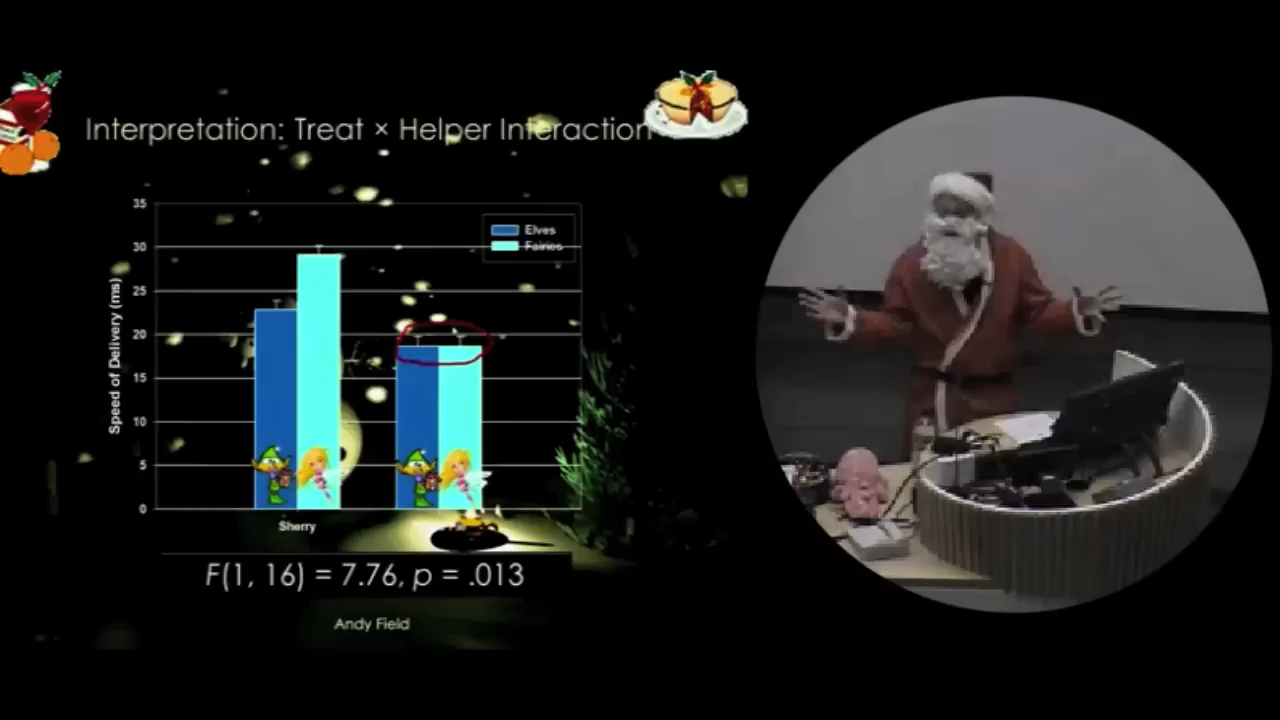 Interpretation: Treat × Helper Interaction
35
30
25
20
15
10
5
0
Speed of Delivery (ms)
Elves
Fairies
Sherry
F(1, 16) = 7.76, p = .013
Andy Field